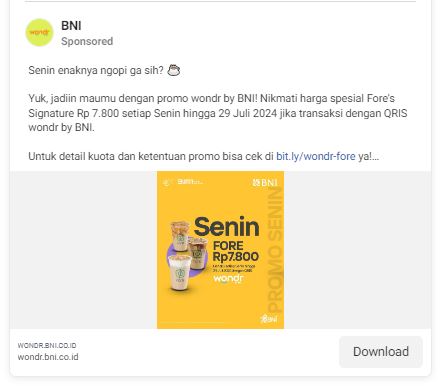 wondr
BNI
Sponsored
Senin enaknya ngopi ga sih?
Yuk, jadiin maumu dengan promo wondr by BNI! Nikmati harga spesial Fore's
Signature Rp 7.800 setiap Senin hingga 29 Juli 2024 jika transaksi dengan QRIS
wondr by BNI.
Untuk detail kuota dan ketentuan promo bisa cek di bit.ly/wondr-fore ya!...
BNI
Senin
FORE
Rp7.800
wondr
PROMO SENIN
BNI
WONDR.BNI.CO.ID
wondr.bni.co.id
Download